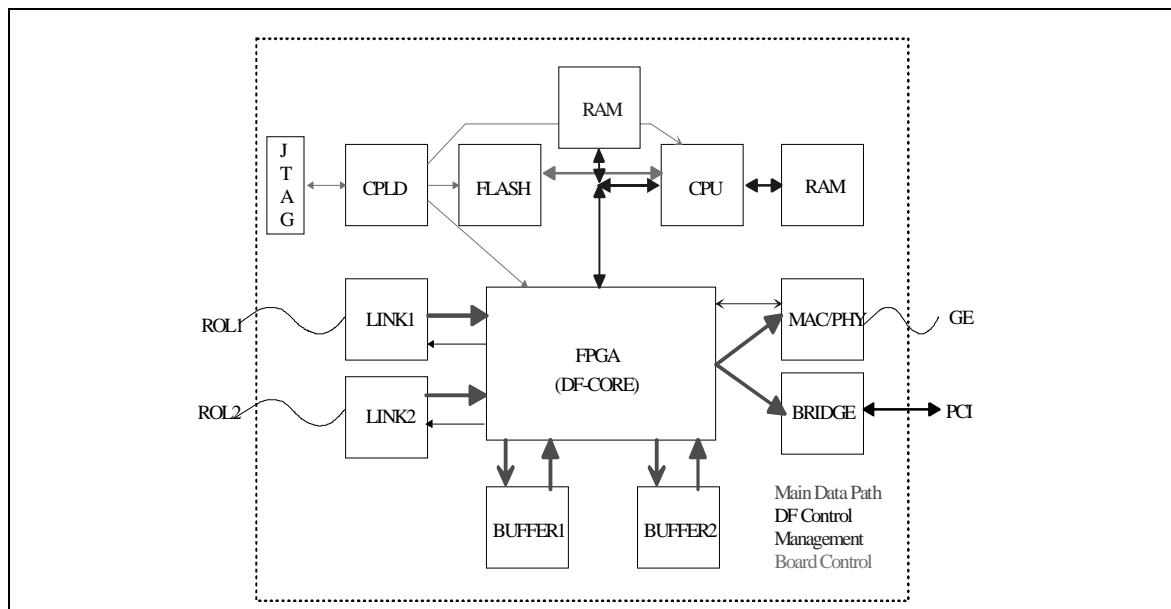 RAM
J
T
A
G
CPLD
FLASH
CPU
RAM
ROL1
LINK1
FPGA
(DF-CORE)
MAC/PHY
GE
ROL2
LINK2
BRIDGE
PCI
BUFFER1
BUFFER2
Main Data Path
DF Control
Management
Board Control